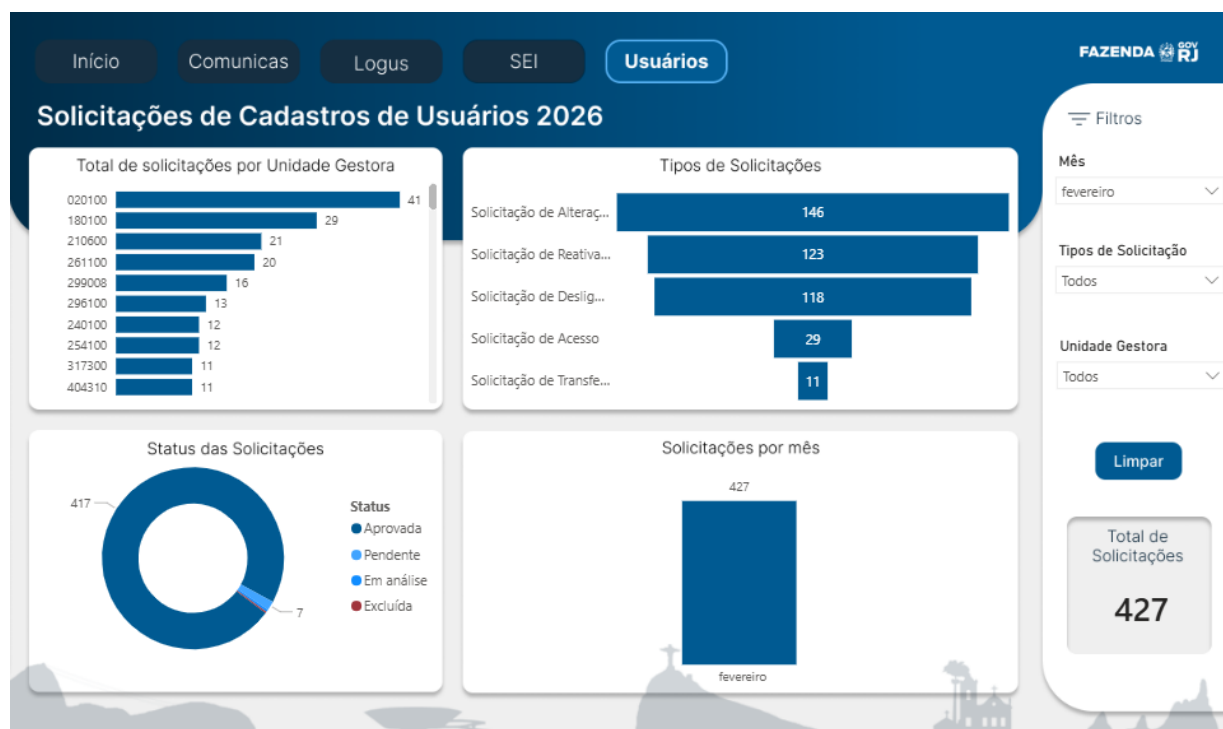 Início
Comunicas
Logus
SEI
Usuários
FAZENDA
GOV
RJ
Solicitações de Cadastros de Usuários 2026
Filtros
Mês
fevereiro
Tipos de Solicitação
Todos
Unidade Gestora
Todos
Limpar
Total de
Solicitações
427
Total de solicitações por Unidade Gestora
020100 41
180100 29
210600 21
261100 20
299008 16
296100 13
240100 12
254100 12
317300 11
404310 11
Tipos de Solicitações
Solicitação de Alteraç... 146
Solicitação de Reativa... 123
Solicitação de Deslig... 118
Solicitação de Acesso 29
Solicitação de Transfe... 11
Status das Solicitações
417
7
Status
Aprovada
Pendente
Em análise
Excluída
Solicitações por mês
427
fevereiro